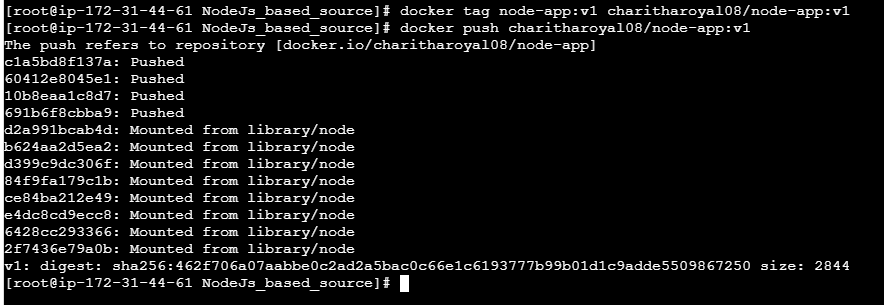 [root@ip-172-31-44-61 NodeJs_based_source]# docker tag node-app:v1 charitharoyal08/node-app:v1
[root@ip-172-31-44-61 NodeJs_based_source]# docker push charitharoyal08/node-app:v1
The push refers to repository [docker.io/charitharoyal08/node-app]
c1a5bd8f137a: Pushed
60412e8045e1: Pushed
10b8eaa1c8d7: Pushed
691b6f8cbba9: Pushed
d2a991bcab4d: Mounted from library/node
b624aa2d5ea2: Mounted from library/node
d399c9dc306f: Mounted from library/node
84f9fa179c1b: Mounted from library/node
ce84ba212e49: Mounted from library/node
e4dc8cd9ecc8: Mounted from library/node
6428cc293366: Mounted from library/node
2f7436e79a0b: Mounted from library/node
v1: digest: sha256:462f706a07aabbe0c2ad2a5bac0c66e1c6193777b99b01d1c9adde5509867250 size: 2844
[root@ip-172-31-44-61 NodeJs_based_source]#